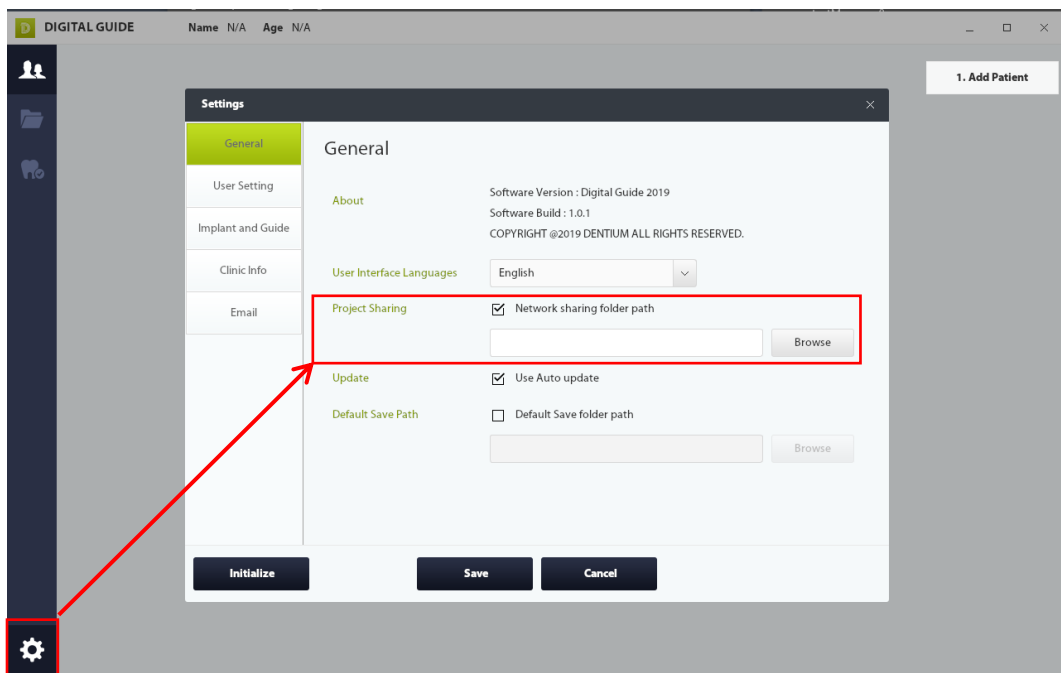 D DIGITAL GUIDE Name N/A Age N/A
1. Add Patient
Settings
General
User Setting
Implant and Guide
Clinic Info
Email
General
About
Software Version : Digital Guide 2019
Software Build : 1.0.1
COPYRIGHT @2019 DENTIUM ALL RIGHTS RESERVED.
User Interface Languages English
Project Sharing Network sharing folder path
Browse
Update Use Auto update
Default Save Path Default Save folder path
Browse
Initialize Save Cancel